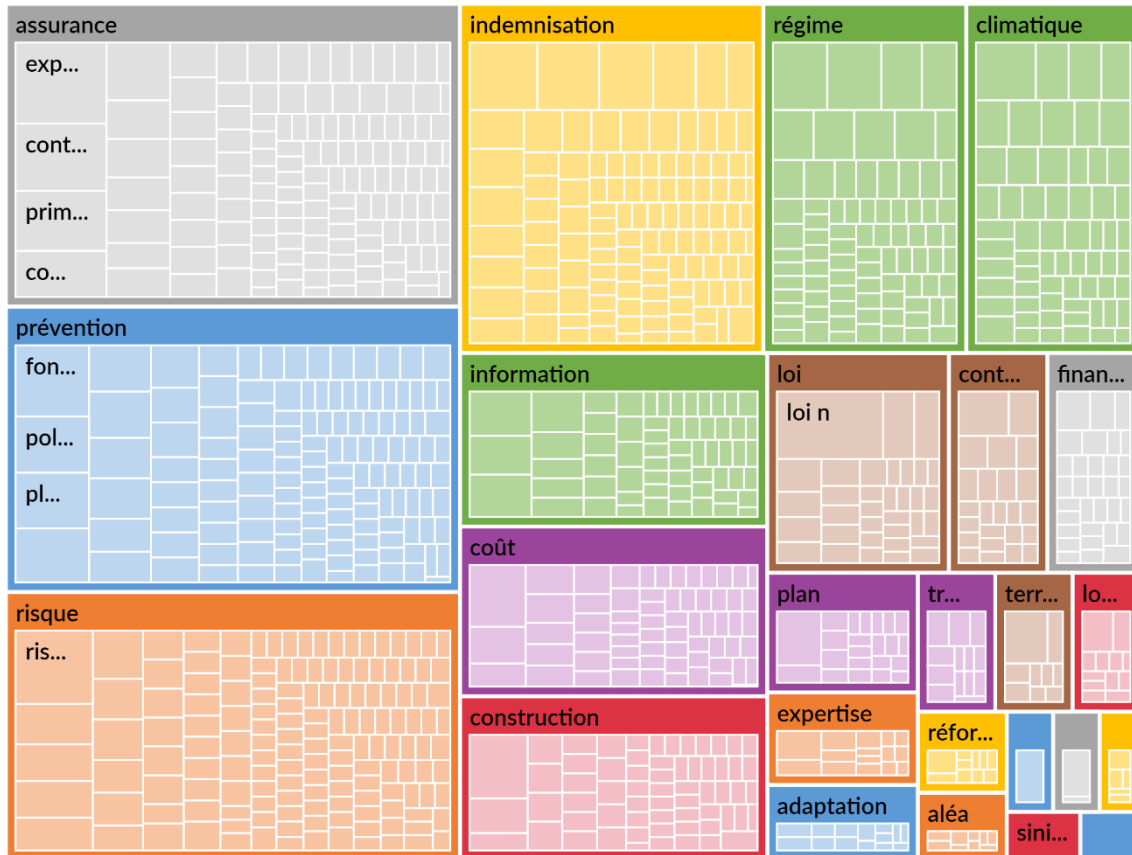 assurance
exp...
cont...
prim...
co...
prévention
fon...
pol...
pl...
risque
ris...
indemnisation
régime
climatique
information
loi
loi n
cont...
finan...
coût
construction
plan
tr...
terr...
lo...
expertise
réfor...
adaptation
aléa
sini...